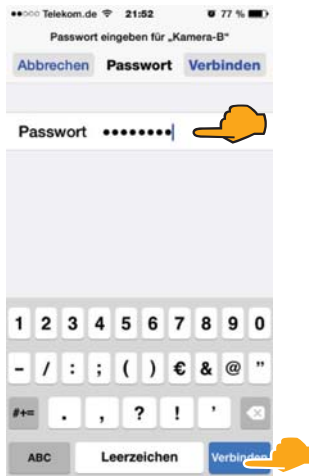 Telekom.de 21:52 77 %
Passwort eingeben für „Kamera-B“
Abbrechen Passwort Verbinden
Passwort ••••••••
1 2 3 4 5 6 7 8 9 0
- / : ; ( ) € & @ "
#+= . , ? ! '
ABC Leerzeichen Verbinden